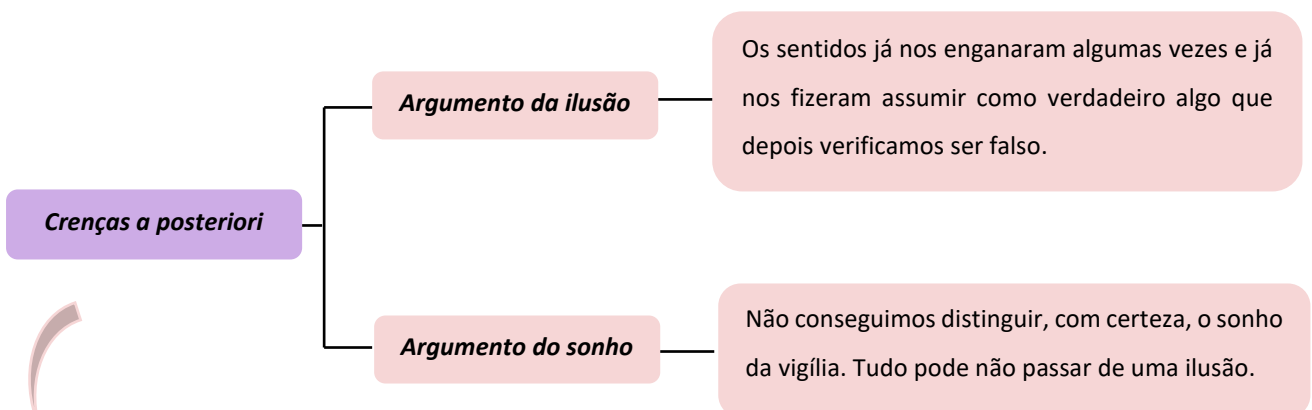 Crenças a posteriori
Argumento da ilusão
Os sentidos já nos enganaram algumas vezes e já
nos fizeram assumir como verdadeiro algo que
depois verificamos ser falso.
Argumento do sonho
Não conseguimos distinguir, com certeza, o sonho
da vigília. Tudo pode não passar de uma ilusão.